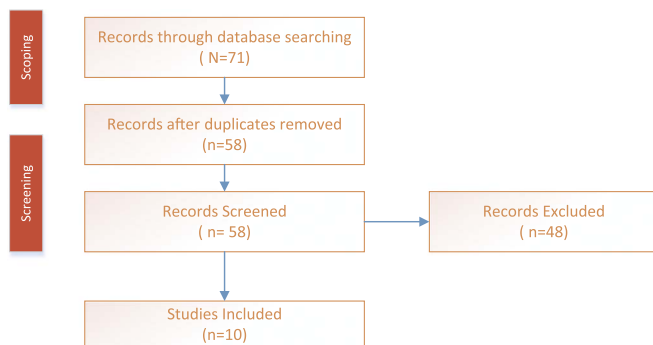 Scoping
Records through database searching
( N=71)
Records after duplicates removed
(n=58)
Screening
Records Screened
( n= 58)
Records Excluded
( n=48)
Studies Included
(n=10)